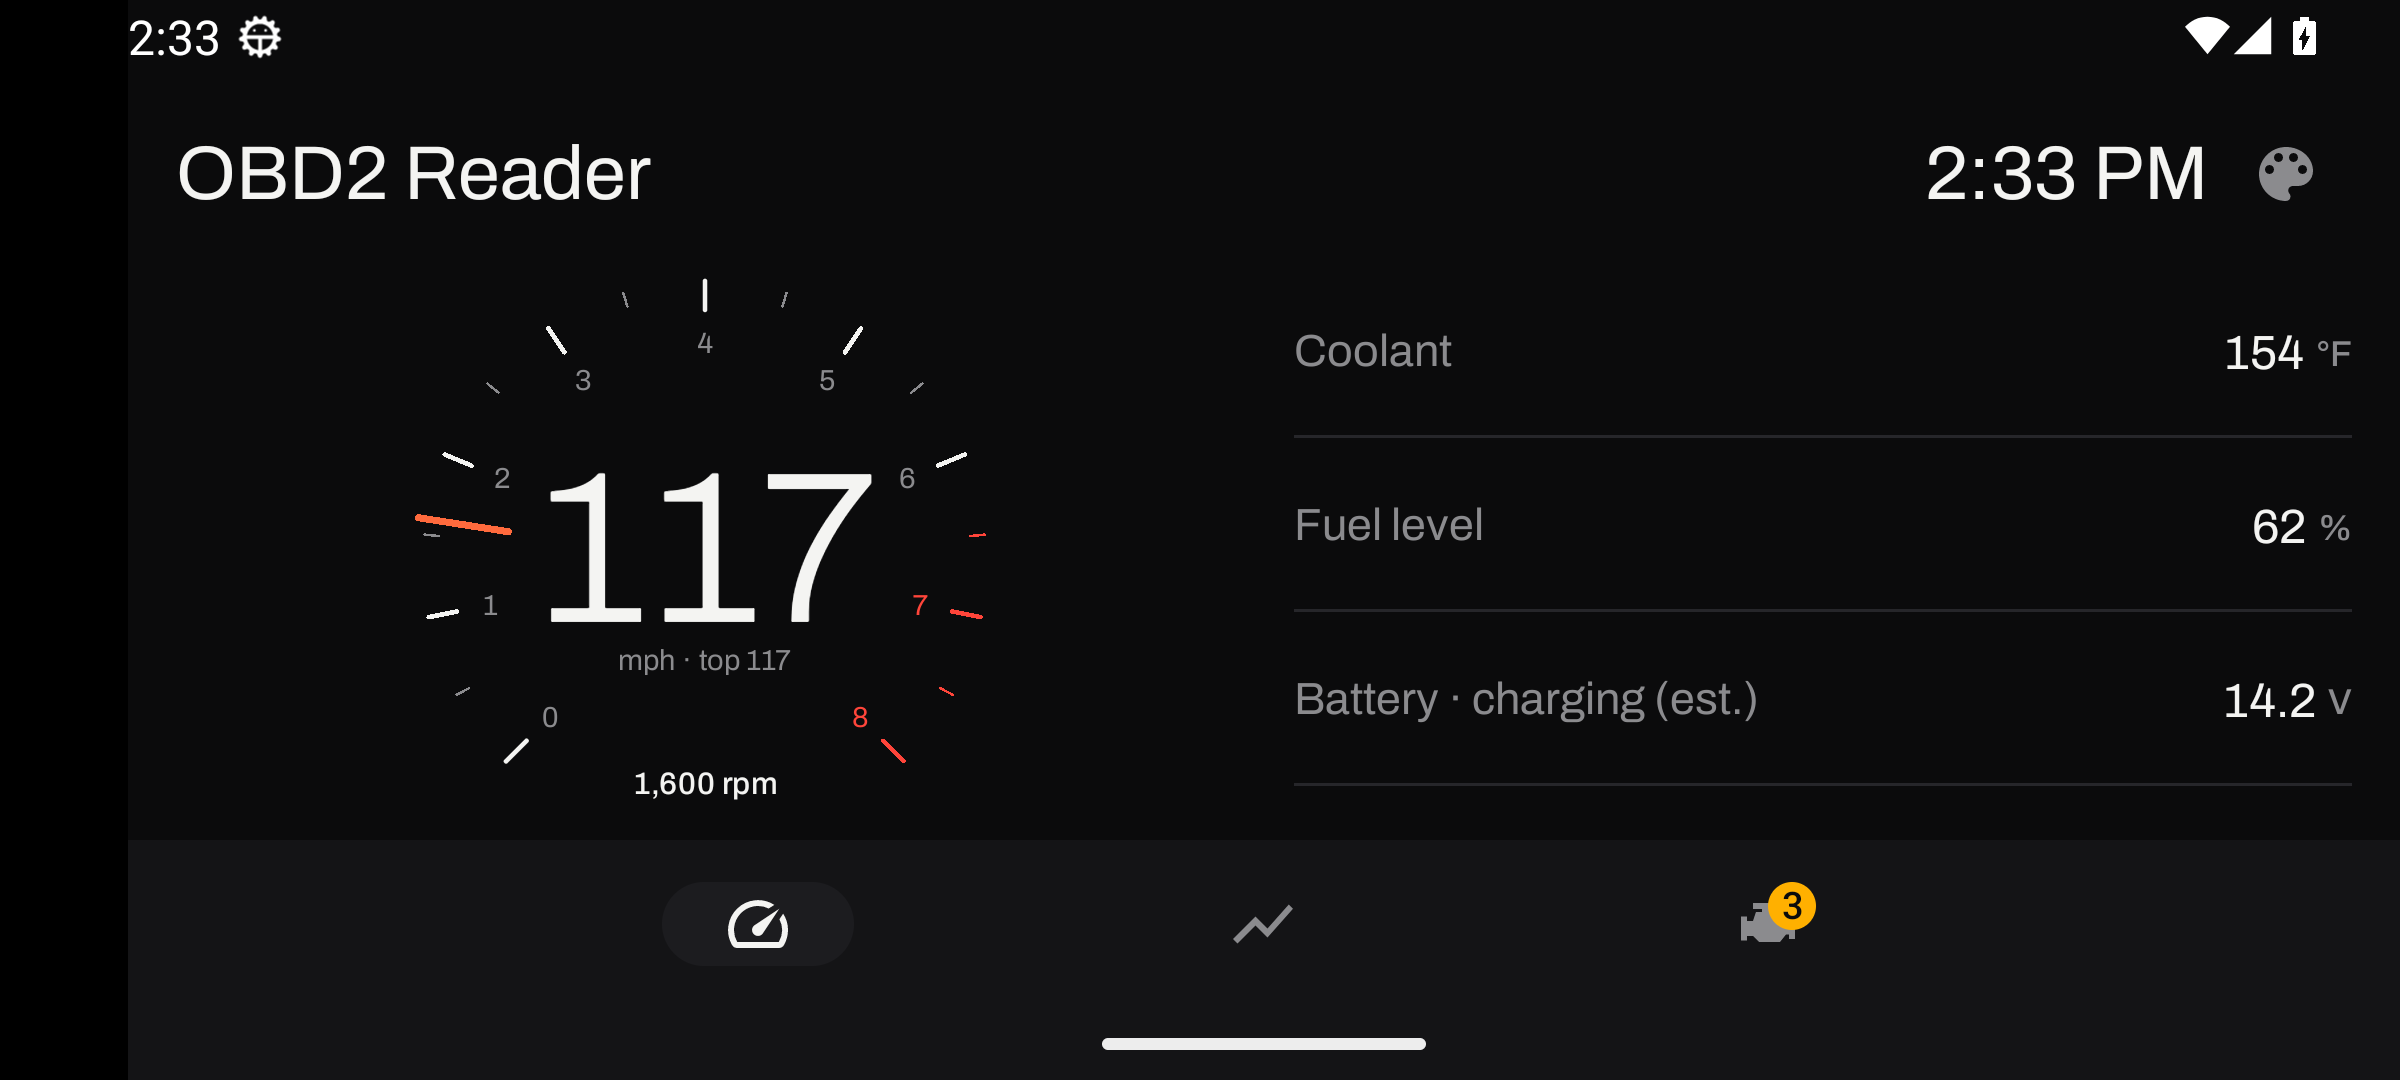 2:33
OBD2 Reader
2:33 PM
4
3
5
2
6
1
7
0
8
117
mph · top 117
1,600 rpm
Coolant
154 °F
Fuel level
62 %
Battery · charging (est.)
14.2 V
3